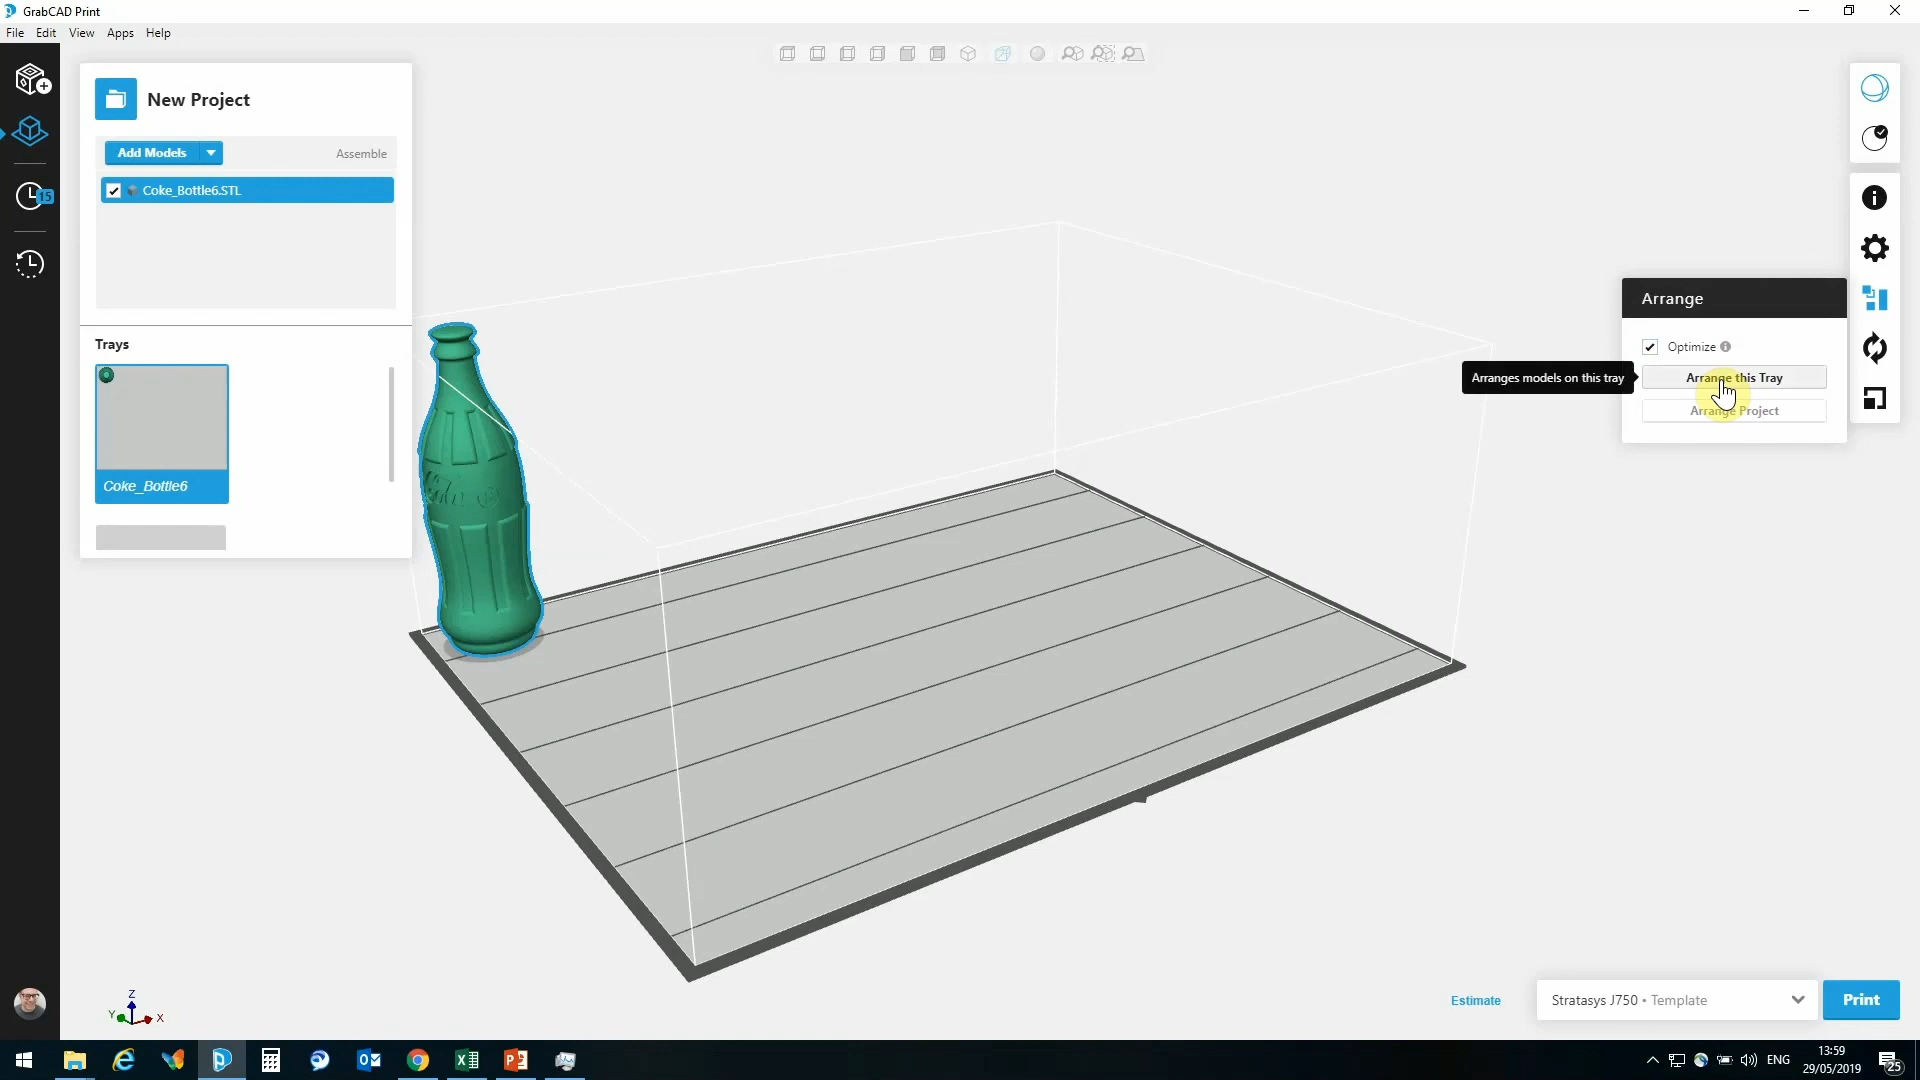 GrabCAD Print
File Edit View Apps Help
New Project
Add Models
Assemble
Coke_Bottle6.STL
15
Trays
Coke_Bottle6
Arrange
Optimize
Arranges models on this tray
Arrange this Tray
Arrange Project
Z
Y
X
Estimate
Stratasys J750 • Template
Print
ENG
13:59
29/05/2019
25